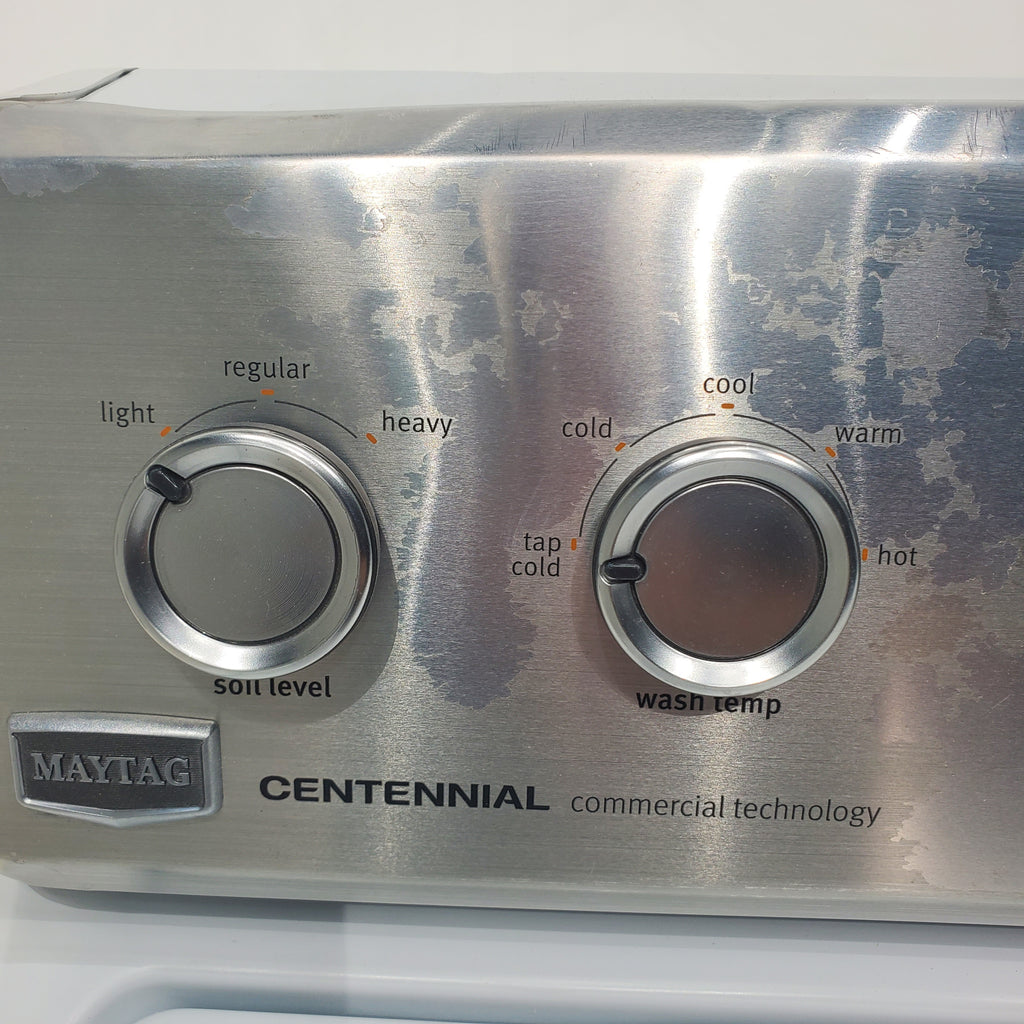 regular
light
heavy
soil level
cool
cold
warm
tap
cold
hot
wash temp
MAYTAG
CENTENNIAL commercial technology